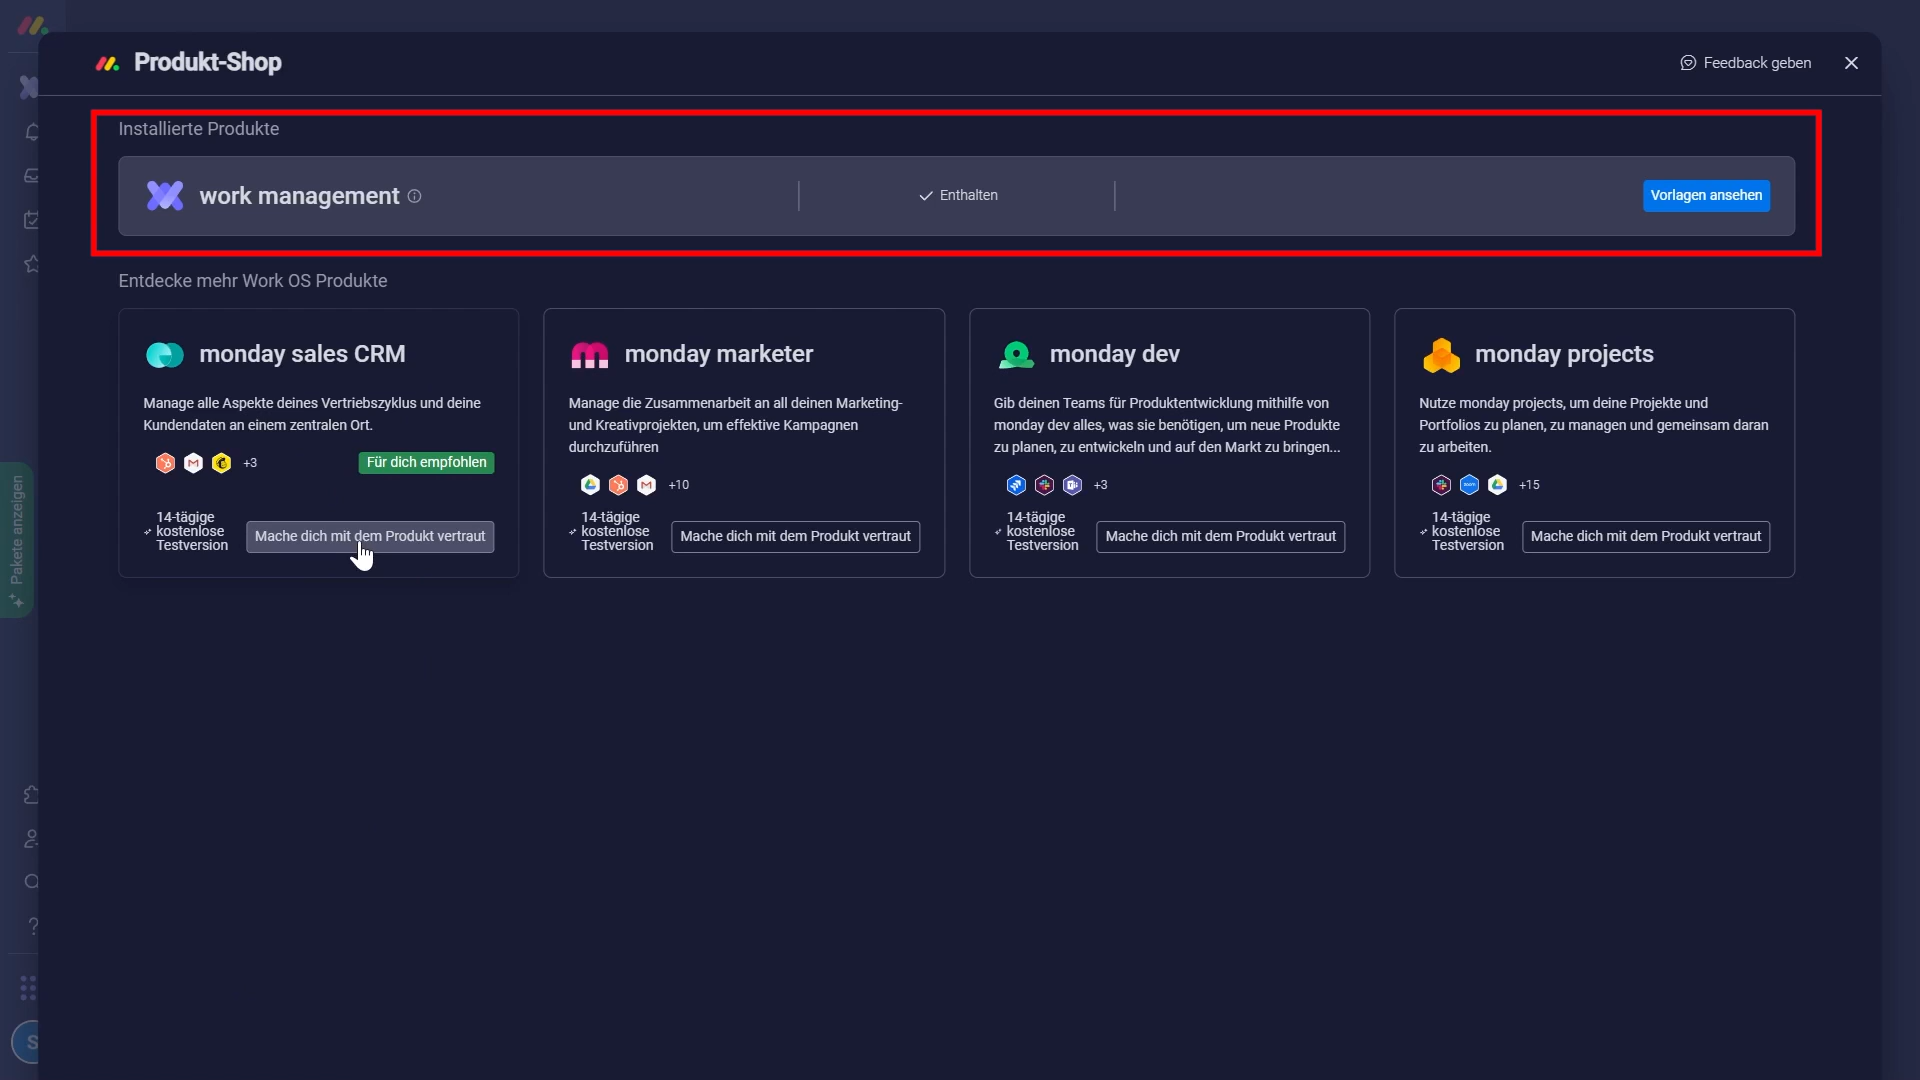 Produkt-Shop
Feedback geben
Installierte Produkte
work management
Enthalten
Vorlagen ansehen
Entdecke mehr Work OS Produkte
monday sales CRM
Manage alle Aspekte deines Vertriebszyklus und deine
Kundendaten an einem zentralen Ort.
+3
Für dich empfohlen
14-tägige
kostenlose
Testversion
Mache dich mit dem Produkt vertraut
monday marketer
Manage die Zusammenarbeit an all deinen Marketing-
und Kreativprojekten, um effektive Kampagnen
durchzuführen
+10
14-tägige
kostenlose
Testversion
Mache dich mit dem Produkt vertraut
monday dev
Gib deinen Teams für Produktentwicklung mithilfe von
monday dev alles, was sie benötigen, um neue Produkte
zu planen, zu entwickeln und auf den Markt zu bringen...
+3
14-tägige
kostenlose
Testversion
Mache dich mit dem Produkt vertraut
monday projects
Nutze monday projects, um deine Projekte und
Portfolios zu planen, zu managen und gemeinsam daran
zu arbeiten.
+15
14-tägige
kostenlose
Testversion
Mache dich mit dem Produkt vertraut
Pakete anzeigen
S